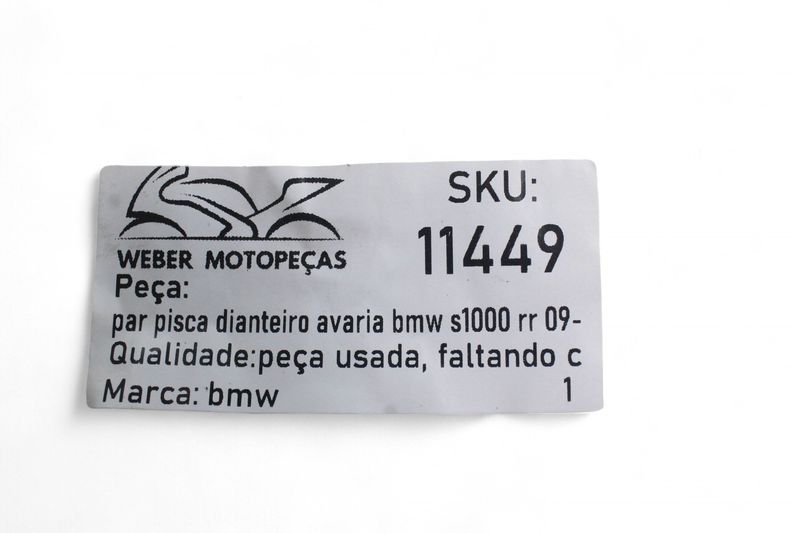 SKU:
11449
WEBER MOTOPEÇAS
Peça:
par pisca dianteiro avaria bmw s1000 rr 09-
Qualidade:peça usada, faltando c
Marca: bmw 1